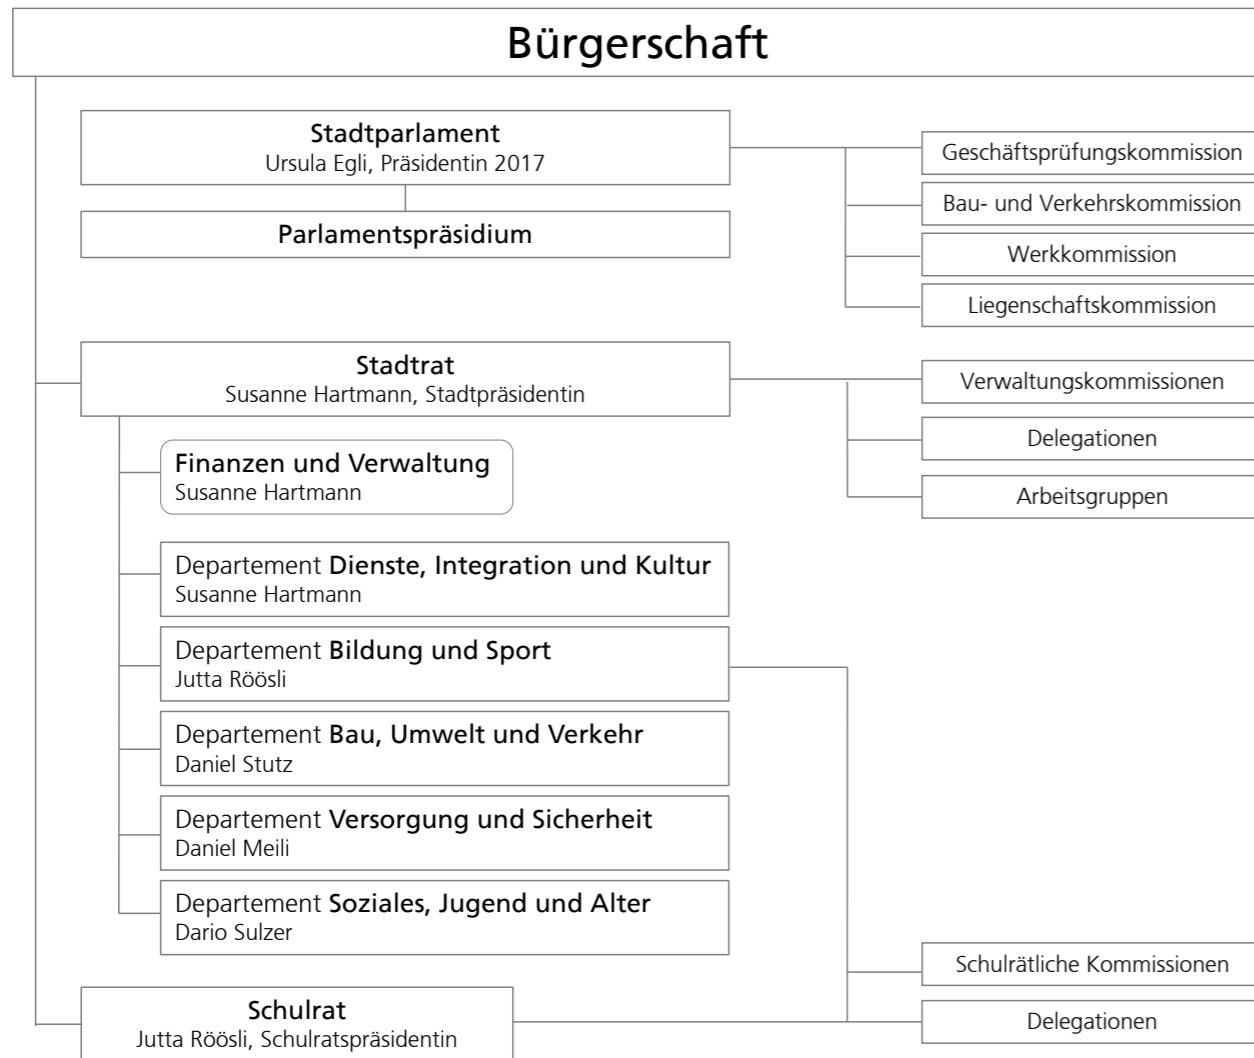 Bürgerschaft
Stadtparlament
Ursula Egli, Präsidentin 2017
Parlamentspräsidium
Geschäftsprüfungskommission
Bau- und Verkehrskommission
Werkkommission
Liegenschaftskommission
Stadtrat
Susanne Hartmann, Stadtpräsidentin
Verwaltungskommissionen
Delegationen
Arbeitsgruppen
Finanzen und Verwaltung
Susanne Hartmann
Departement Dienste, Integration und Kultur
Susanne Hartmann
Departement Bildung und Sport
Jutta Röösli
Departement Bau, Umwelt und Verkehr
Daniel Stutz
Departement Versorgung und Sicherheit
Daniel Meili
Departement Soziales, Jugend und Alter
Dario Sulzer
Schulrat
Jutta Röösli, Schulratspräsidentin
Schulrätliche Kommissionen
Delegationen